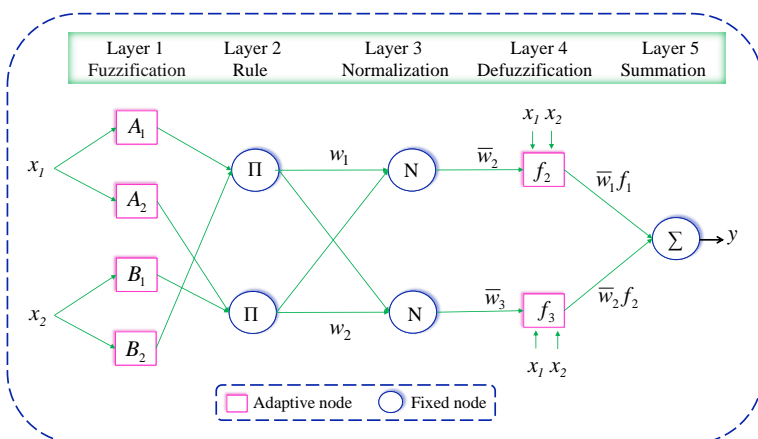 Layer 1 Layer 2 Layer 3 Layer 4 Layer 5
Fuzzification Rule Normalization Defuzzification Summation
x₁ x₂
A₁
w₁
w̅₂
x₁
Π
N
f₂
w̅₁f₁
A₂
Σ
y
B₁
w̅₃
w̅₂f₂
x₂
Π
N
f₃
w₂
B₂
x₁ x₂
Adaptive node Fixed node